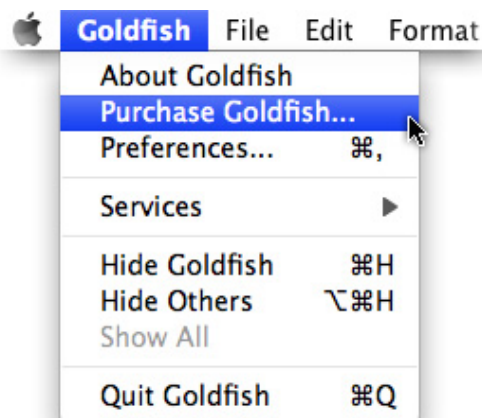 Goldfish File Edit Format
About Goldfish
Purchase Goldfish...
Preferences... ⌘,
Services
Hide Goldfish ⌘H
Hide Others ⌥⌘H
Show All
Quit Goldfish ⌘Q